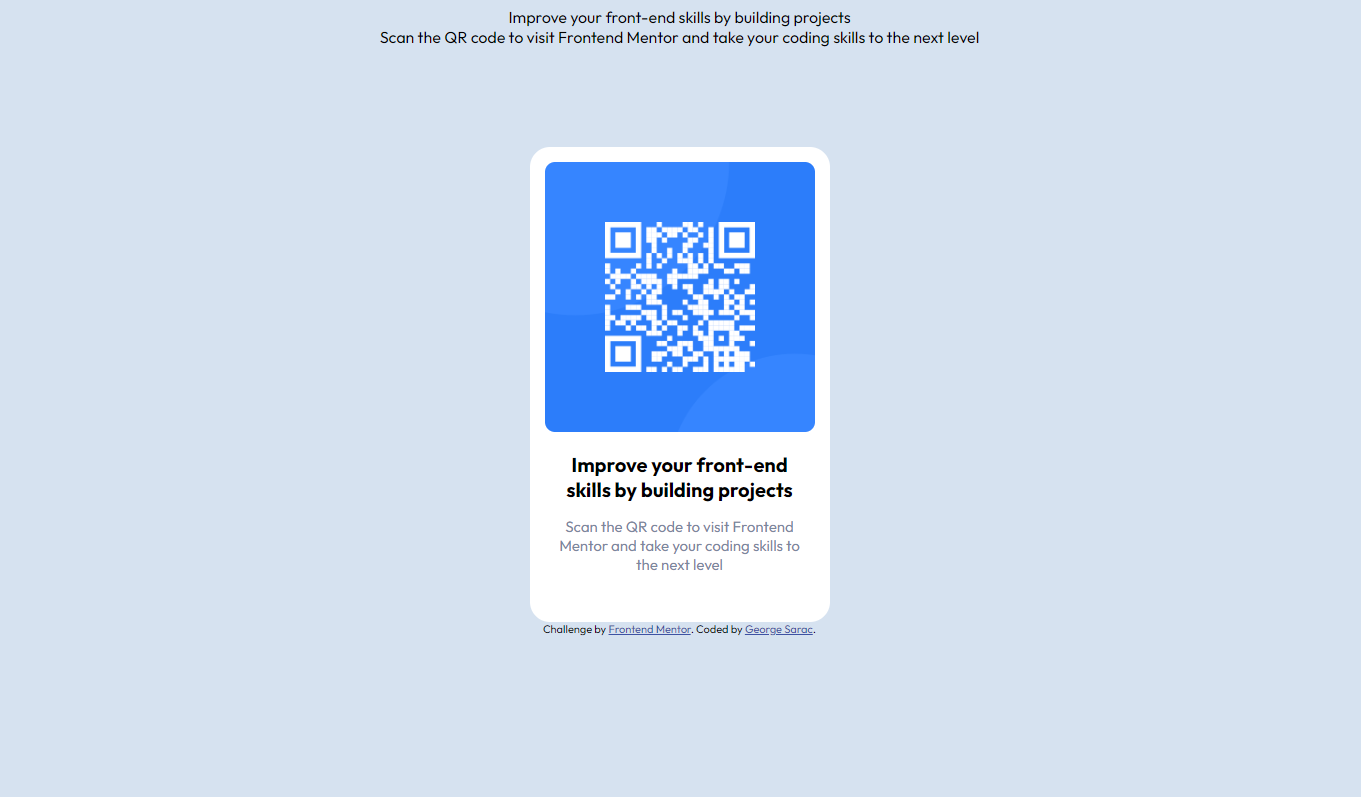 Improve your front-end skills by building projects
Scan the QR code to visit Frontend Mentor and take your coding skills to the next level
Improve your front-end
skills by building projects
Scan the QR code to visit Frontend
Mentor and take your coding skills to
the next level
Challenge by Frontend Mentor. Coded by George Sarac.